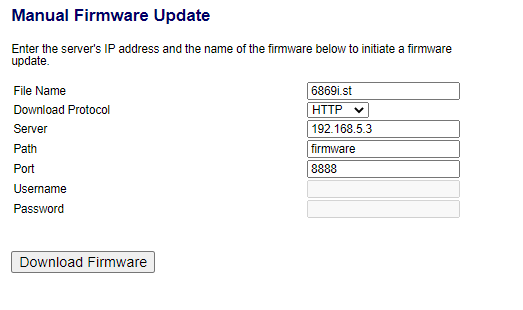 Manual Firmware Update
Enter the server's IP address and the name of the firmware below to initiate a firmware
update.
File Name 6869i.st
Download Protocol HTTP
Server 192.168.5.3
Path firmware
Port 8888
Username
Password
Download Firmware